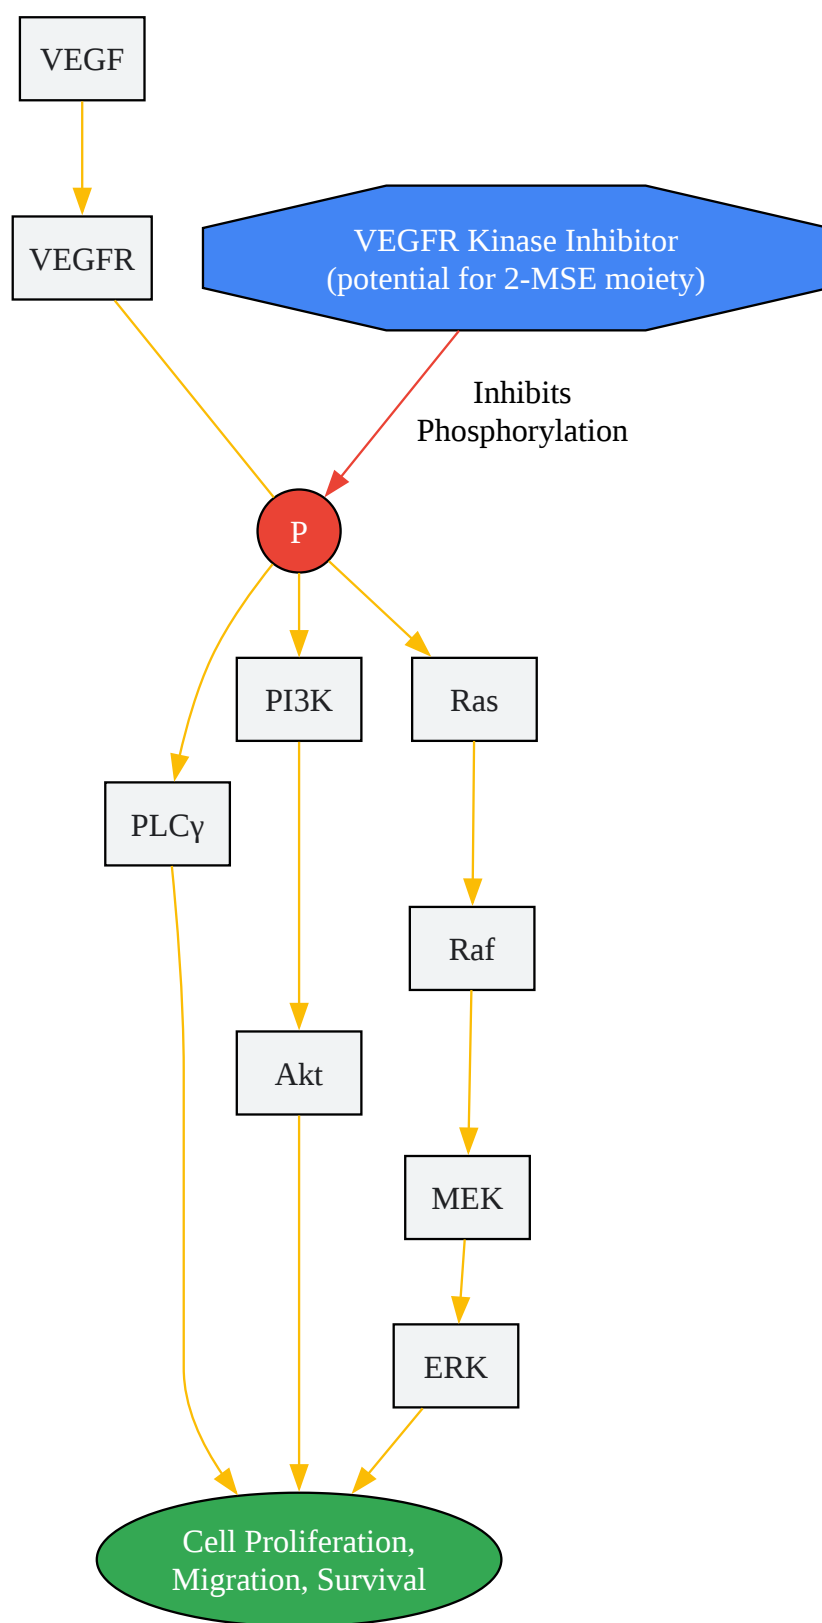 VEGF
VEGFR
VEGFR Kinase Inhibitor
(potential for 2-MSE moiety)
Inhibits
Phosphorylation
P
PI3K
Ras
PLCγ
Raf
Akt
MEK
ERK
Cell Proliferation,
Migration, Survival